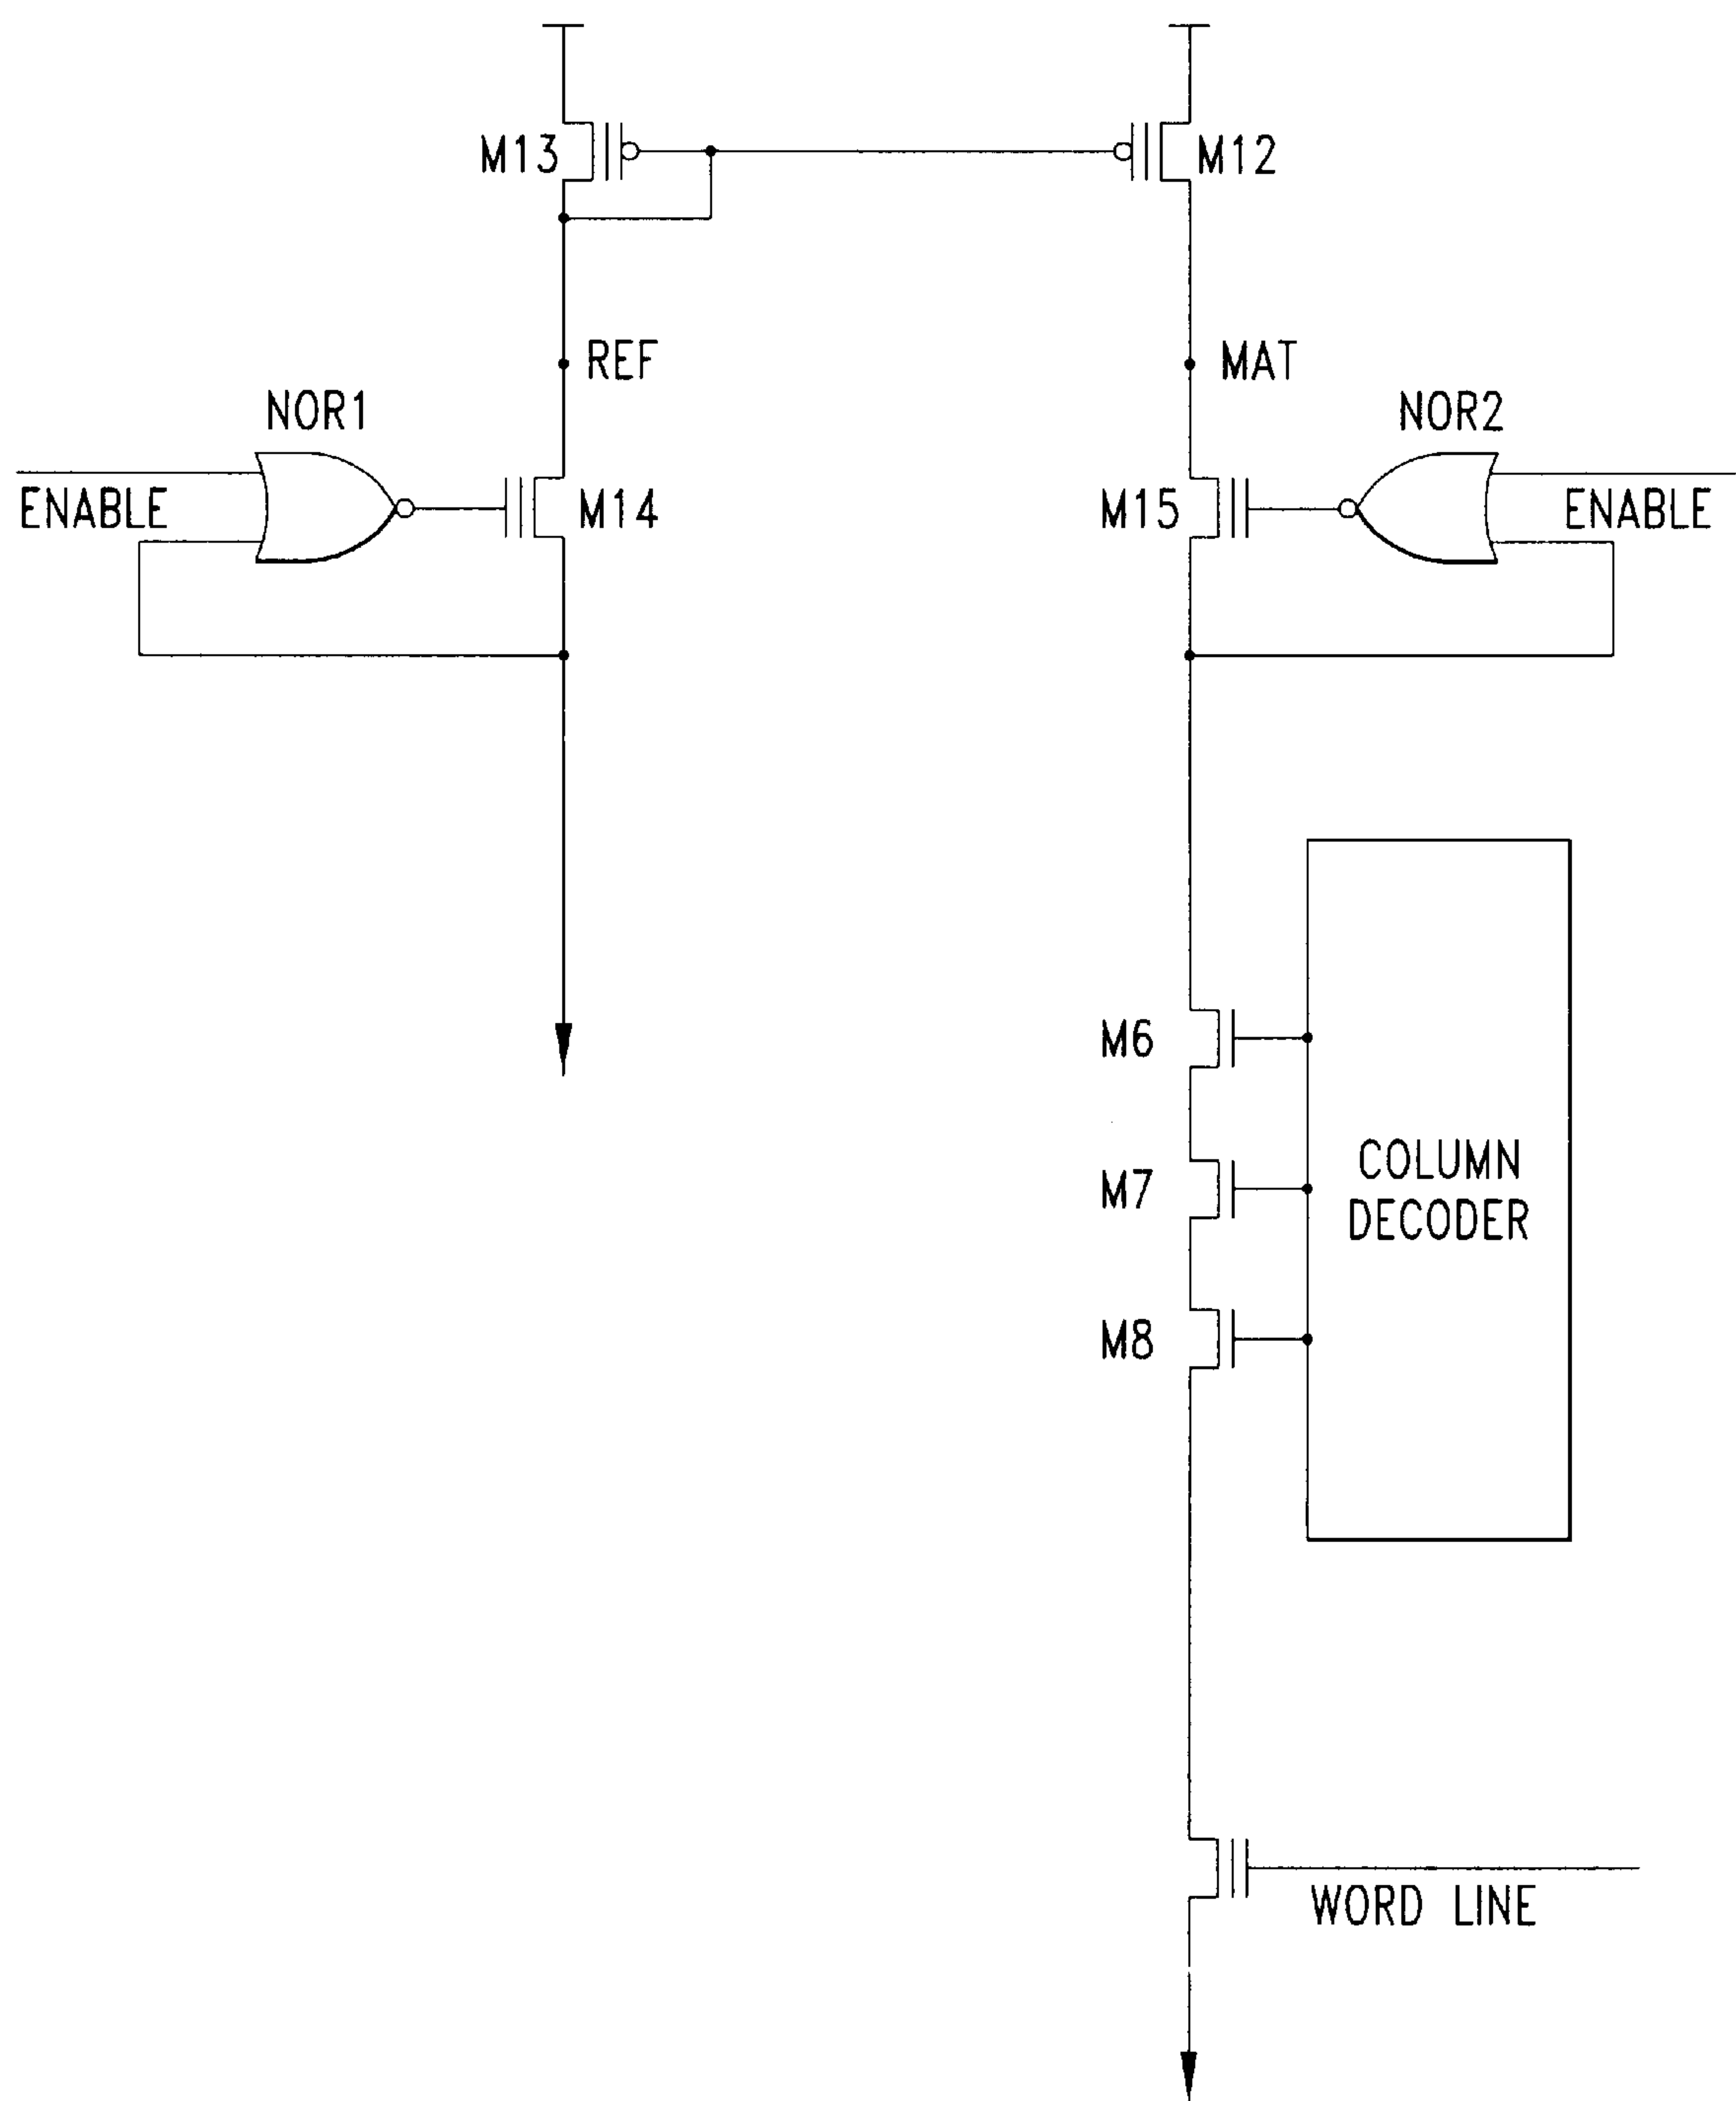 M13
M12
REF
MAT
NOR1
NOR2
ENABLE
M14
M15
ENABLE
M6
M7
COLUMN
DECODER
M8
WORD LINE